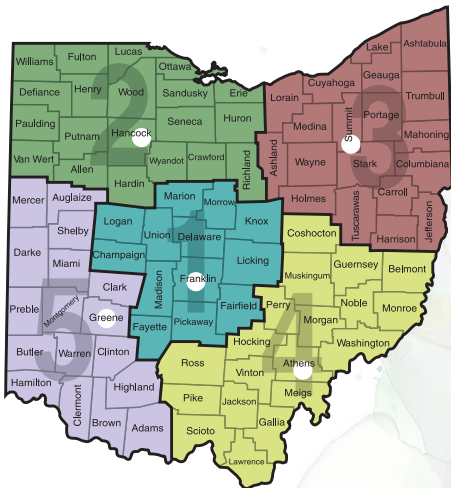 Williams
Fulton
Lucas
Ottawa
Defiance
Henry
Wood
Sandusky
Erie
Paulding
Putnam
Hancock
Seneca
Huron
Van Wert
Allen
Hardin
Wyandot
Crawford
Richland
2
Lake
Ashtabula
Geauga
Cuyahoga
Lorain
Trumbull
Portage
Summit
Medina
Mahoning
Ashland
Wayne
Stark
Columbiana
Holmes
Tuscarawas
Carroll
Harrison
Jefferson
3
Marion
Morrow
Knox
Logan
Union
Delaware
Champaign
Licking
Madison
Franklin
Fairfield
Pickaway
Fayette
1
Mercer
Auglaize
Shelby
Darke
Miami
Clark
Preble
Montgomery
Greene
Butler
Warren
Clinton
Hamilton
Clermont
Highland
Brown
Adams
5
Coshocton
Muskingum
Guernsey
Belmont
Perry
Noble
Monroe
Morgan
Washington
Hocking
Athens
Ross
Vinton
Meigs
Pike
Jackson
Gallia
Scioto
Lawrence
4